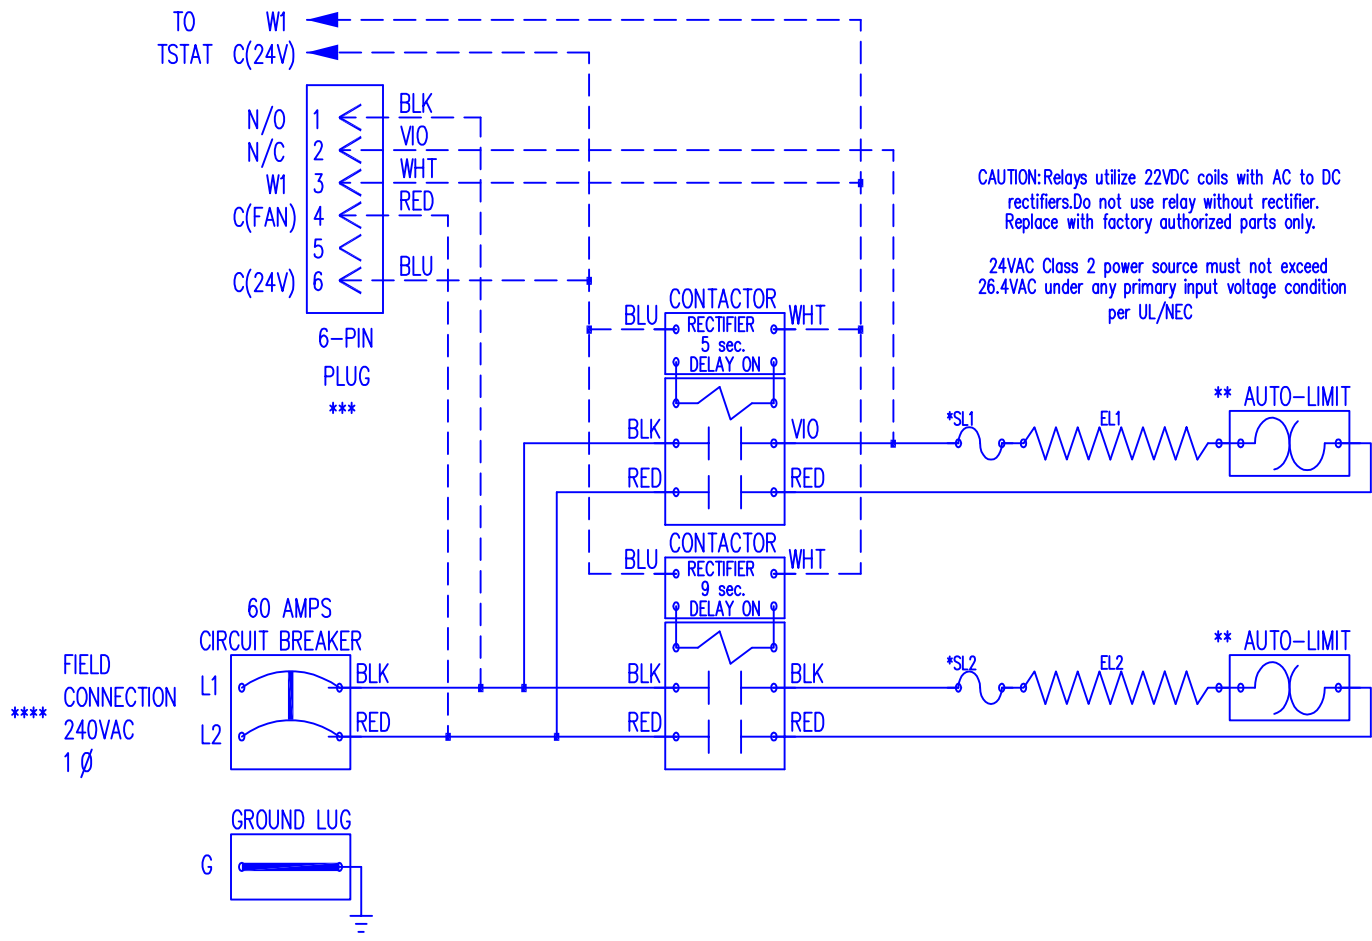 TO W1
TSTAT C(24V)
N/O 1 BLK
N/C 2 VIO
W1 3 WHT
C(FAN) 4 RED
5
C(24V) 6 BLU
6-PIN
PLUG
***
CAUTION:Relays utilize 22VDC coils with AC to DC
rectifiers.Do not use relay without rectifier.
Replace with factory authorized parts only.
24VAC Class 2 power source must not exceed
26.4VAC under any primary input voltage condition
per UL/NEC
CONTACTOR
BLU RECTIFIER WHT
5 sec.
DELAY ON
BLK VIO
RED RED
*SL1 EL1 ** AUTO-LIMIT
CONTACTOR
BLU RECTIFIER WHT
9 sec.
DELAY ON
BLK BLK
RED RED
*SL2 EL2 ** AUTO-LIMIT
60 AMPS
CIRCUIT BREAKER
L1 BLK
L2 RED
FIELD
CONNECTION
**** 240VAC
1 Ø
GROUND LUG
G